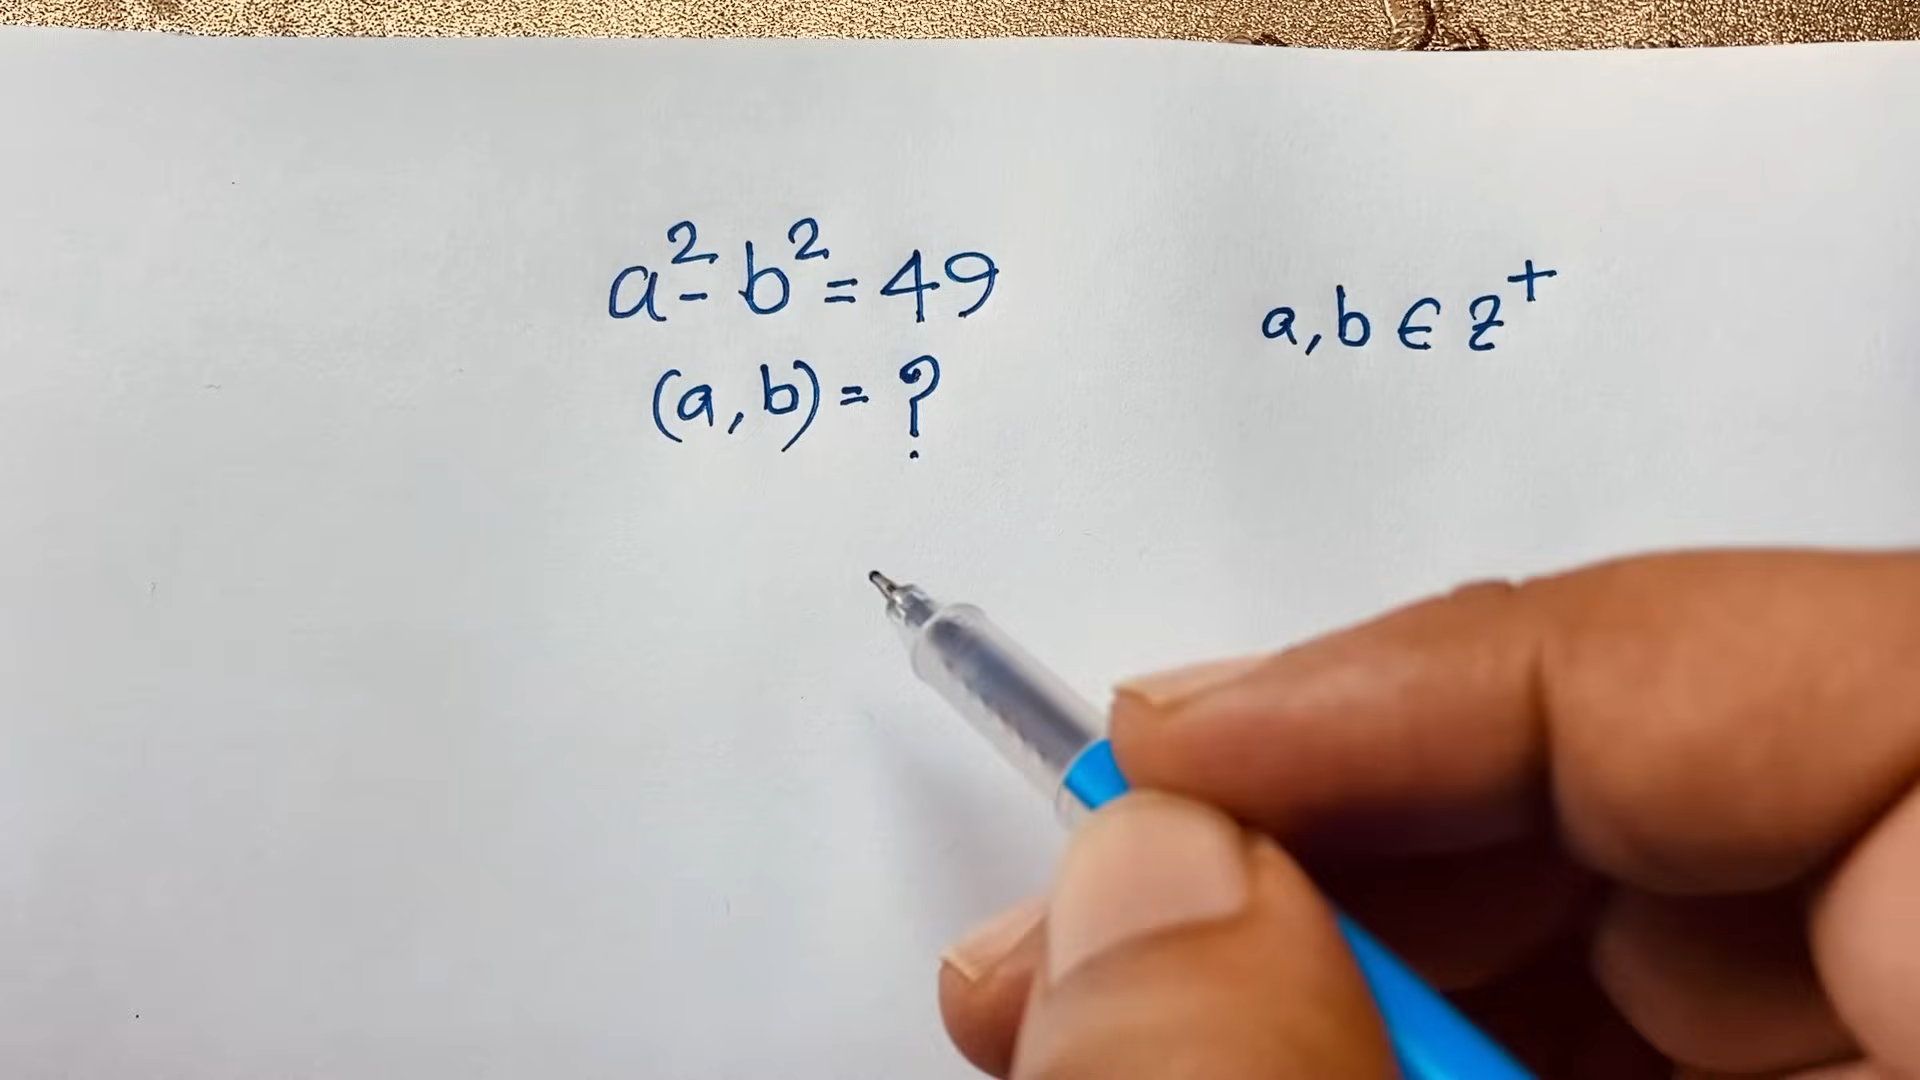 a² - b² = 49
a, b ∈ z⁺
(a, b) = ?